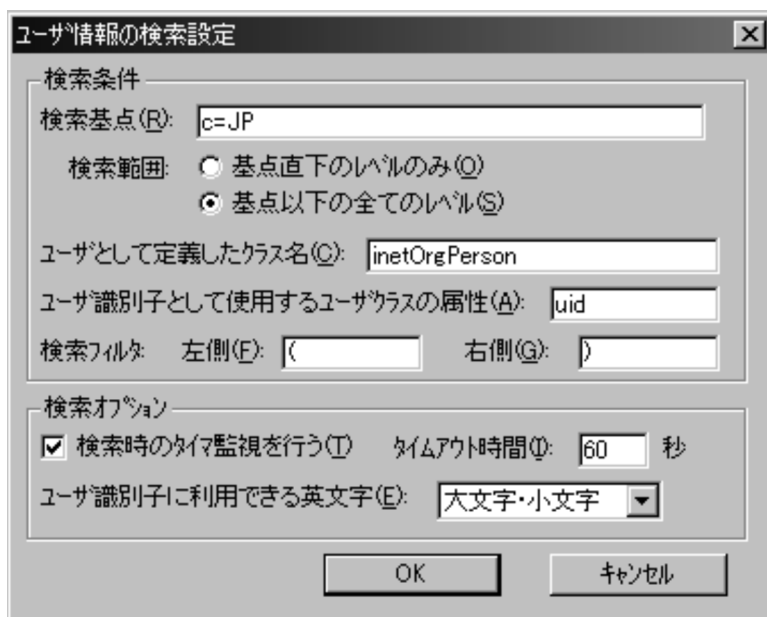 ユーザ情報の検索設定
検索条件
検索基点(R): c=JP
検索範囲: 基点直下のﾚﾍﾞﾙのみ(O)
基点以下の全てのﾚﾍﾞﾙ(S)
ユーザとして定義したｸﾗｽ名(C): inetOrgPerson
ユーザ識別子として使用するユーザｸﾗｽの属性(A): uid
検索ﾌｨﾙﾀ 左側(F): ( 右側(G): )
検索ｵﾌﾟｼｮﾝ
検索時のﾀｲﾏ監視を行う(T) ﾀｲﾑｱｳﾄ時間(I): 60 秒
ユーザ識別子に利用できる英文字(E): 大文字･小文字
OK ｷｬﾝｾﾙ